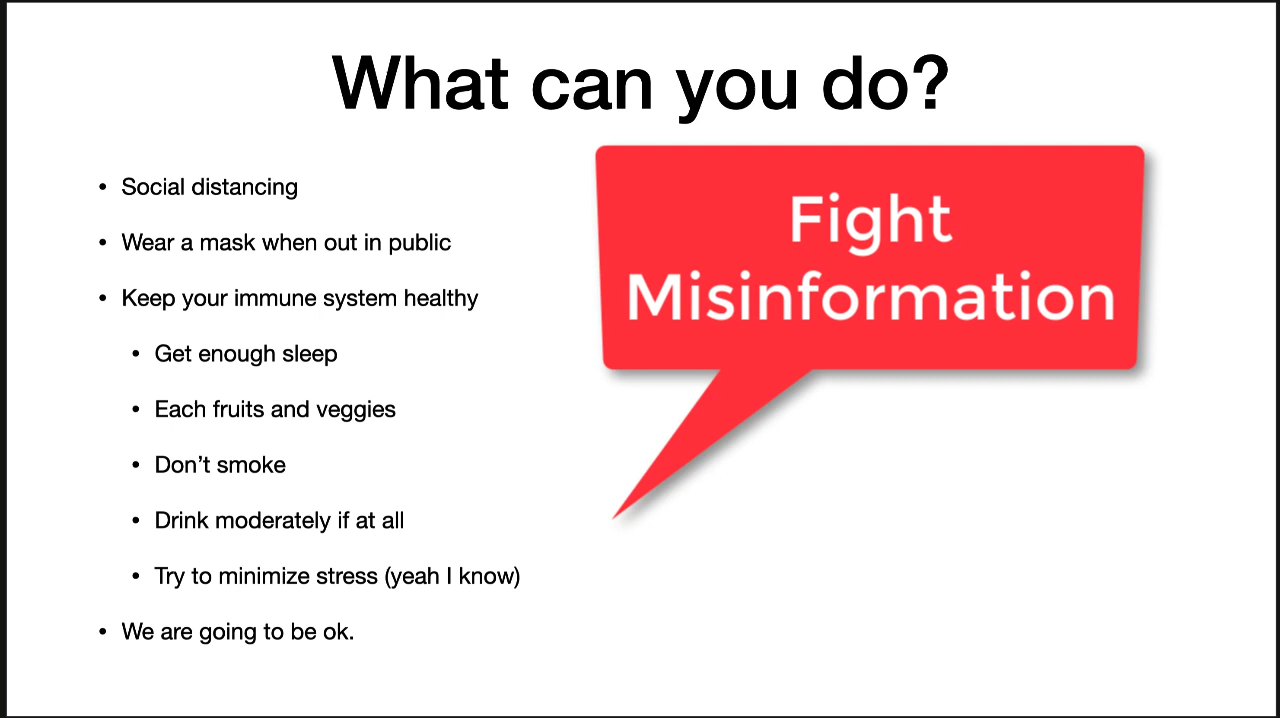 What can you do?
• Social distancing
• Wear a mask when out in public
• Keep your immune system healthy
• Get enough sleep
• Each fruits and veggies
• Don’t smoke
• Drink moderately if at all
• Try to minimize stress (yeah I know)
• We are going to be ok.
Fight
Misinformation